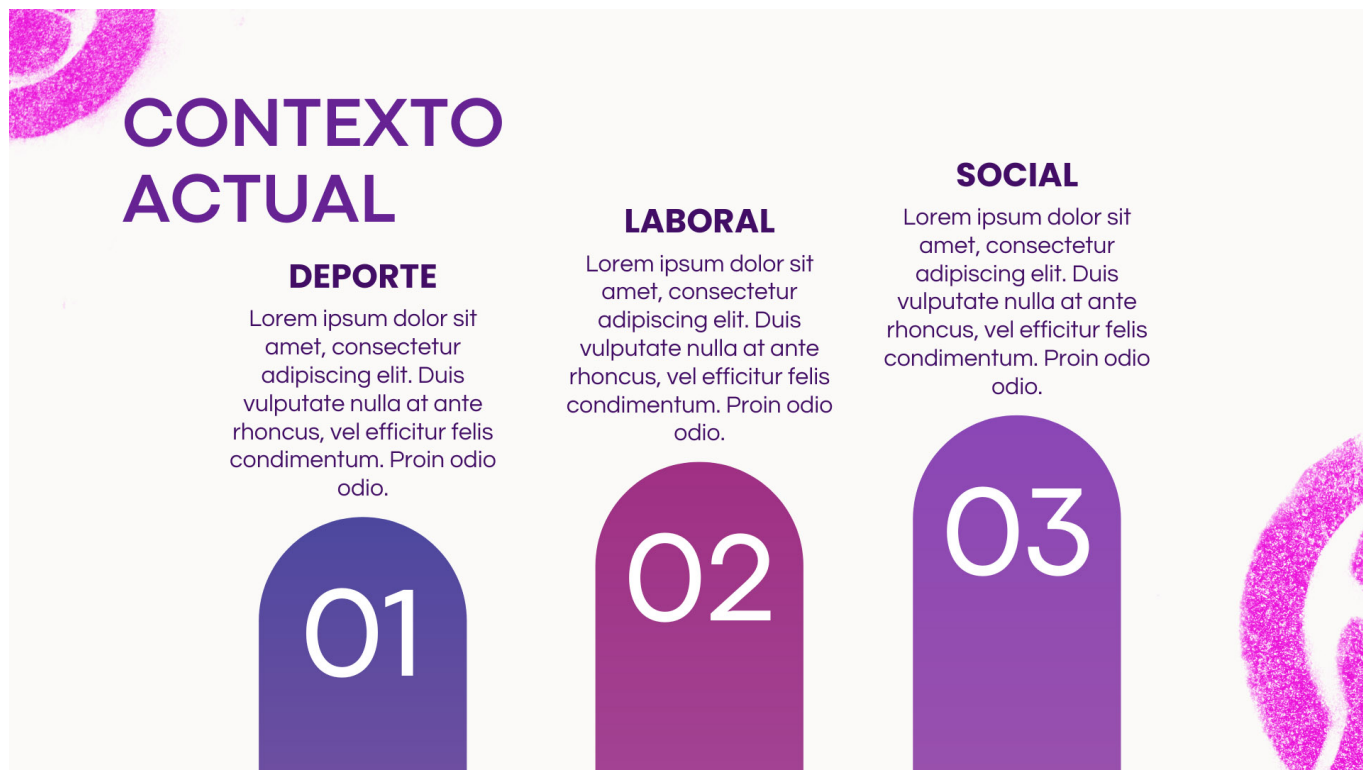 CONTEXTO
ACTUAL
DEPORTE
Lorem ipsum dolor sit
amet, consectetur
adipiscing elit. Duis
vulputate nulla at ante
rhoncus, vel efficitur felis
condimentum. Proin odio
odio.
01
LABORAL
Lorem ipsum dolor sit
amet, consectetur
adipiscing elit. Duis
vulputate nulla at ante
rhoncus, vel efficitur felis
condimentum. Proin odio
odio.
02
SOCIAL
Lorem ipsum dolor sit
amet, consectetur
adipiscing elit. Duis
vulputate nulla at ante
rhoncus, vel efficitur felis
condimentum. Proin odio
odio.
03